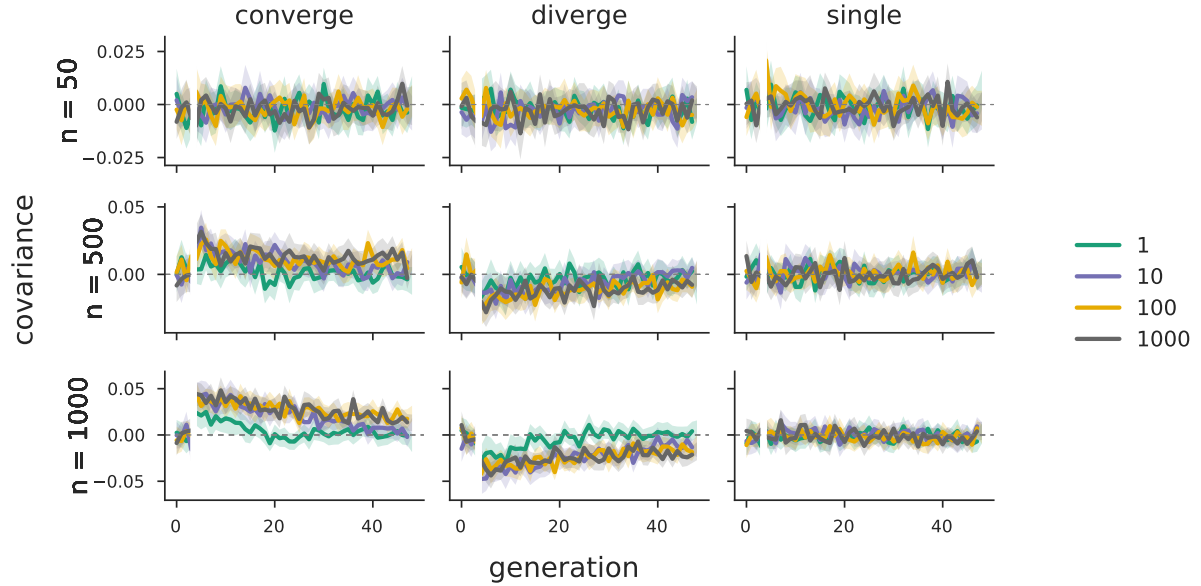 converge diverge single
n = 50
0.025
0.000
−0.025
covariance
n = 500
0.05
0.00
n = 1000
0.05
0.00
−0.05
0 20 40 0 20 40 0 20 40
generation
1
10
100
1000